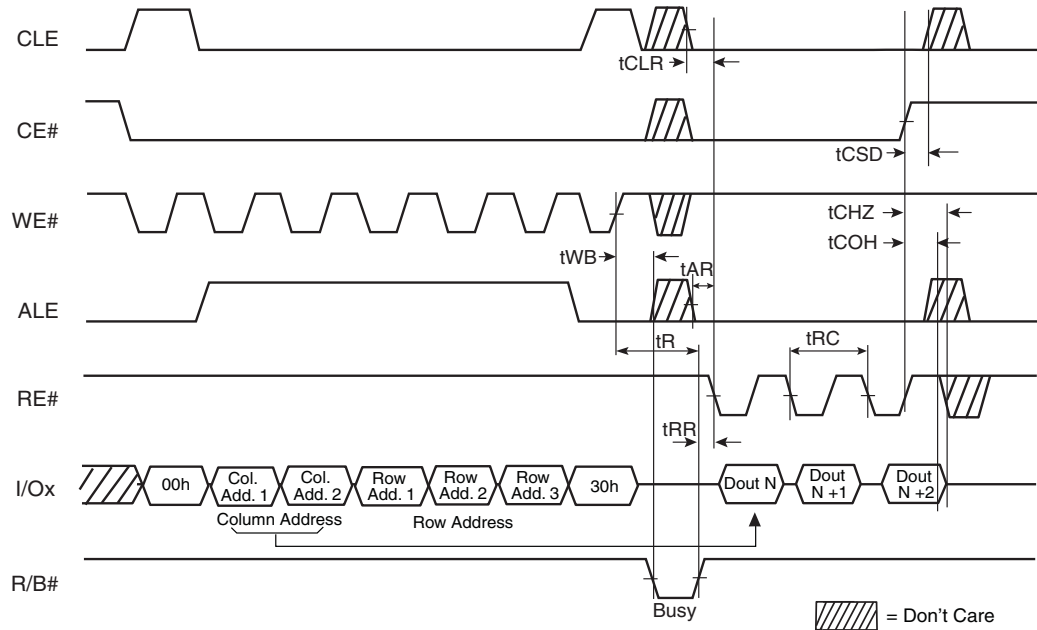 CLE
tCLR
CE#
tCSD
WE#
tCHZ
tCOH
tWB
tAR
ALE
tR
tRC
RE#
tRR
I/Ox
00h
Col.
Add. 1
Col.
Add. 2
Row
Add. 1
Row
Add. 2
Row
Add. 3
30h
Dout N
Dout
N +1
Dout
N +2
Column Address
Row Address
R/B#
Busy
= Don't Care